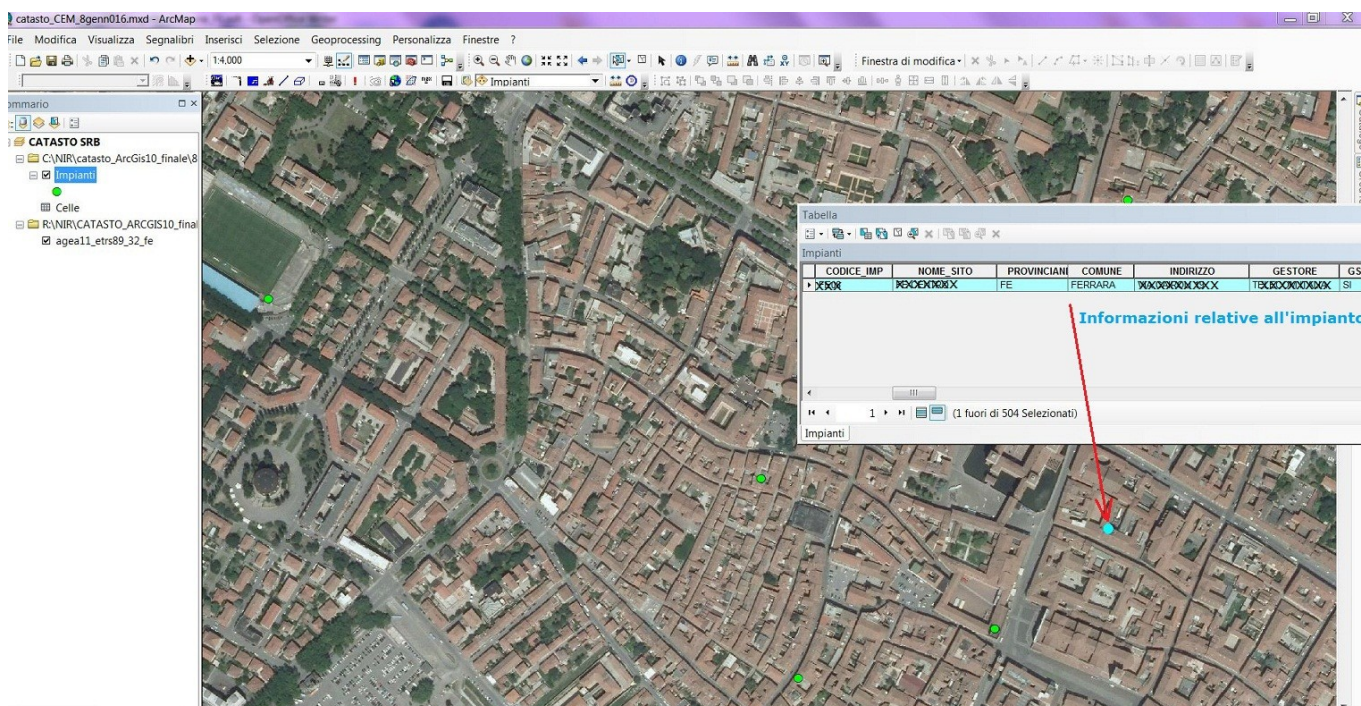 catasto_CEM_8genn016.mxd - ArcMap
File Modifica Visualizza Segnalibri Inserisci Selezione Geoprocessing Personalizza Finestre ?
1:4,000
Finestra di modifica
Impianti
ommario
CATASTO SRB
C:\NIR\catasto_ArcGis10_finale\8
Impianti
Celle
R:\NIR\CATASTO_ARCGIS10_final
agea11_etrs89_32_fe
Tabella
Impianti
CODICE_IMP NOME_SITO PROVINCIANI COMUNE INDIRIZZO GESTORE GS
FE FERRARA SI
Informazioni relative all'impianto
1 (1 fuori di 504 Selezionati)
Impianti